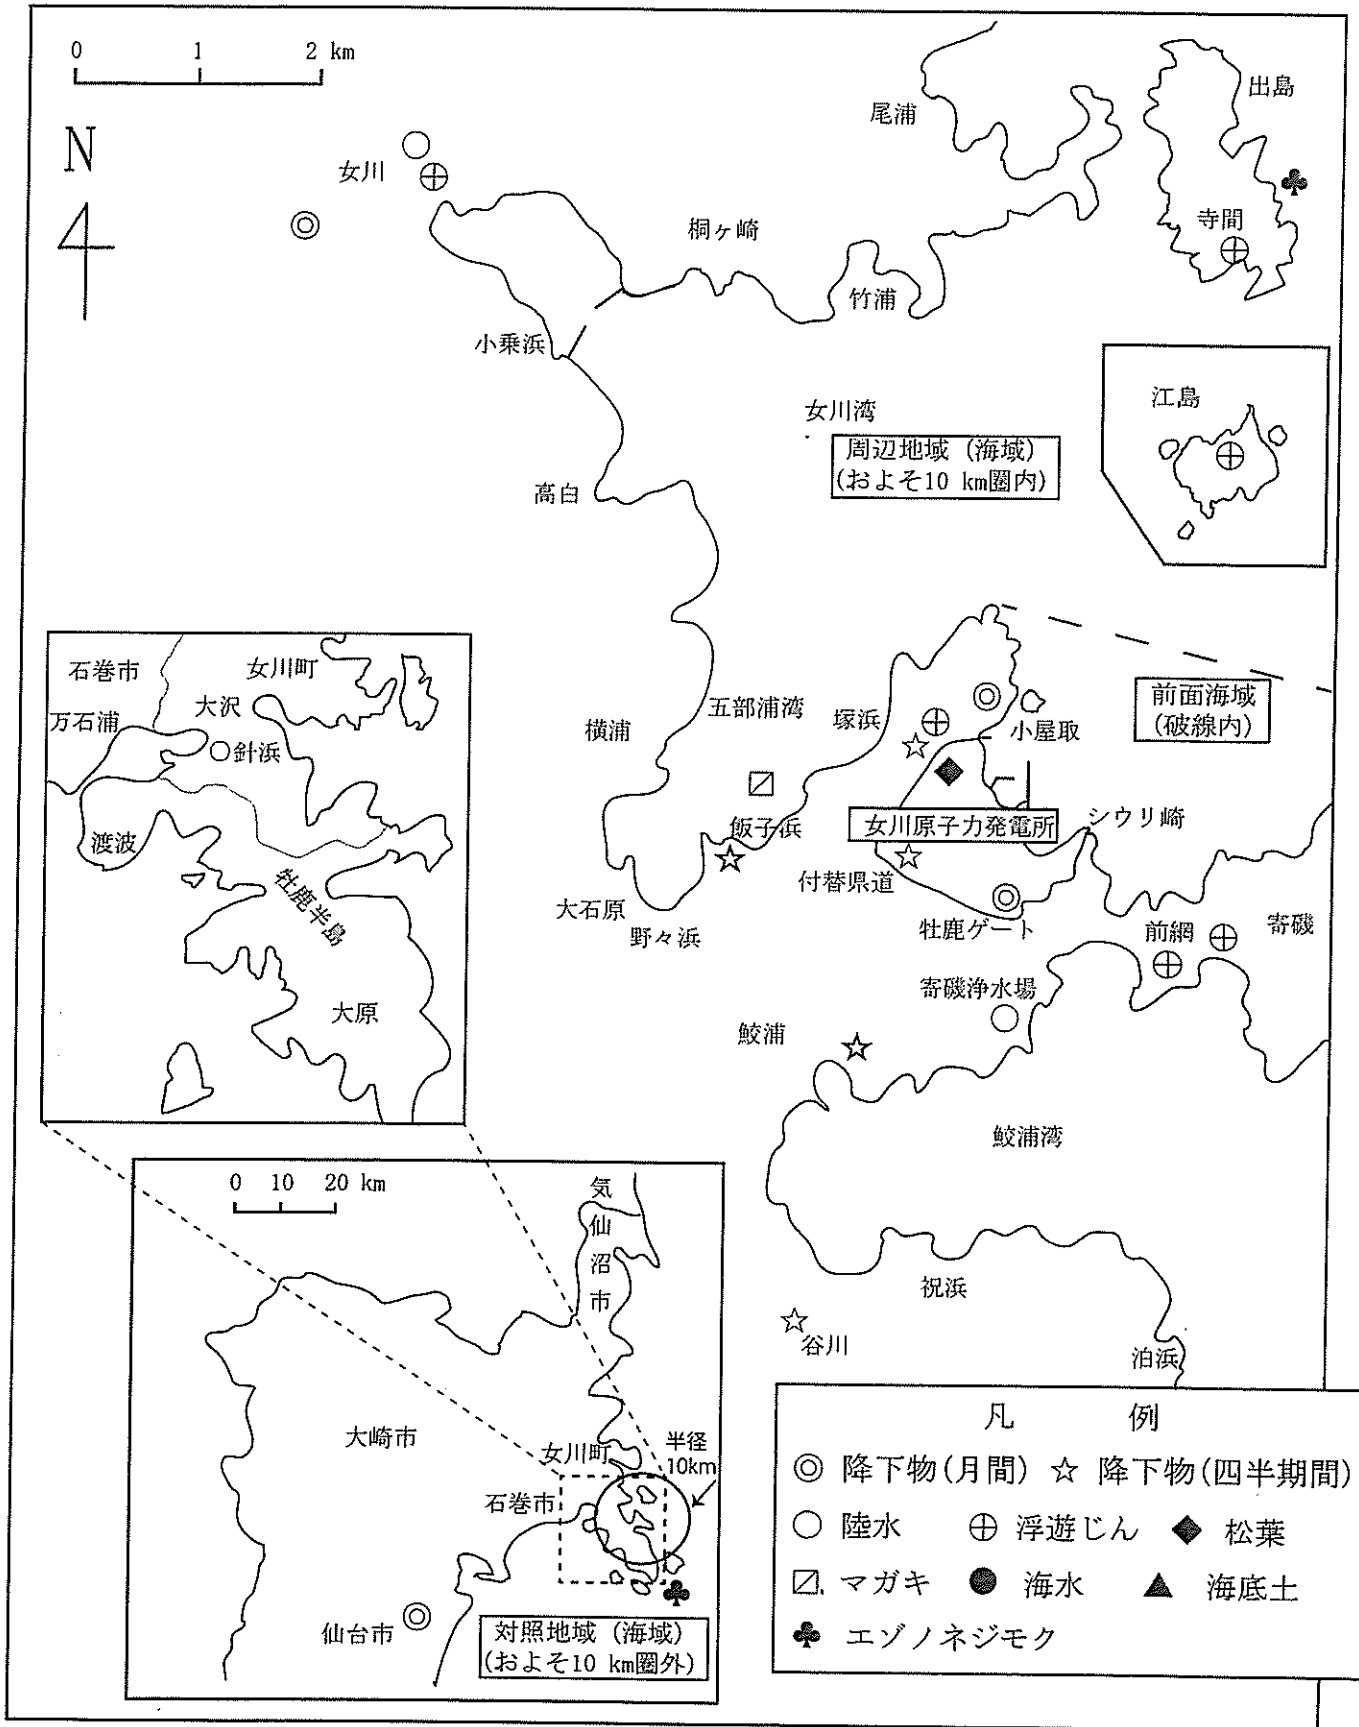 0 1 2 km
N
尾浦
出島
女川
寺間
桐ヶ崎
竹浦
小乗浜
江島
女川湾
周辺地域 (海域)
(およそ10 km圏内)
高白
石巻市
女川町
大沢
万石浦
針浜
渡波
牡鹿半島
大原
横浦
五部浦湾
塚浜
小屋取
前面海域
(破線内)
飯子浜
女川原子力発電所
シウリ崎
付替県道
大石原
野々浜
牡鹿ゲート
前網
寄磯
寄磯浄水場
鮫浦
鮫浦湾
祝浜
谷川
泊浜
0 10 20 km
気仙沼市
大崎市
女川町
半径
10km
石巻市
仙台市
対照地域 (海域)
(およそ10 km圏外)
凡 例
◎ 降下物(月間) ☆ 降下物(四半期間)
○ 陸水 ⊕ 浮遊じん ◆ 松葉
〼 マガキ ● 海水 ▲ 海底土
♣ エゾノネジモク